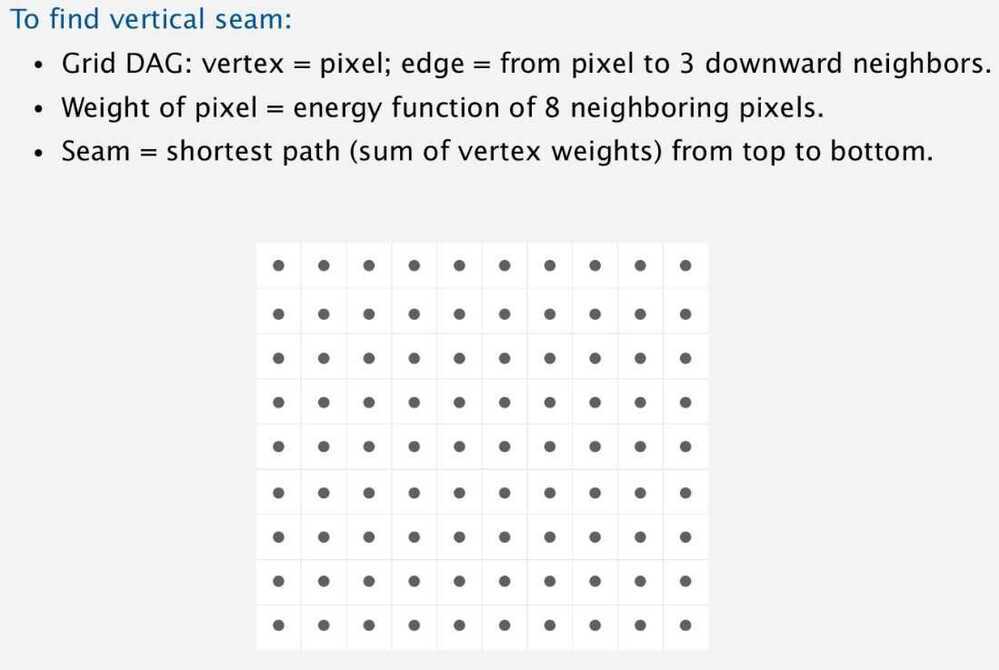 To find vertical seam:
• Grid DAG: vertex = pixel; edge = from pixel to 3 downward neighbors.
• Weight of pixel = energy function of 8 neighboring pixels.
• Seam = shortest path (sum of vertex weights) from top to bottom.